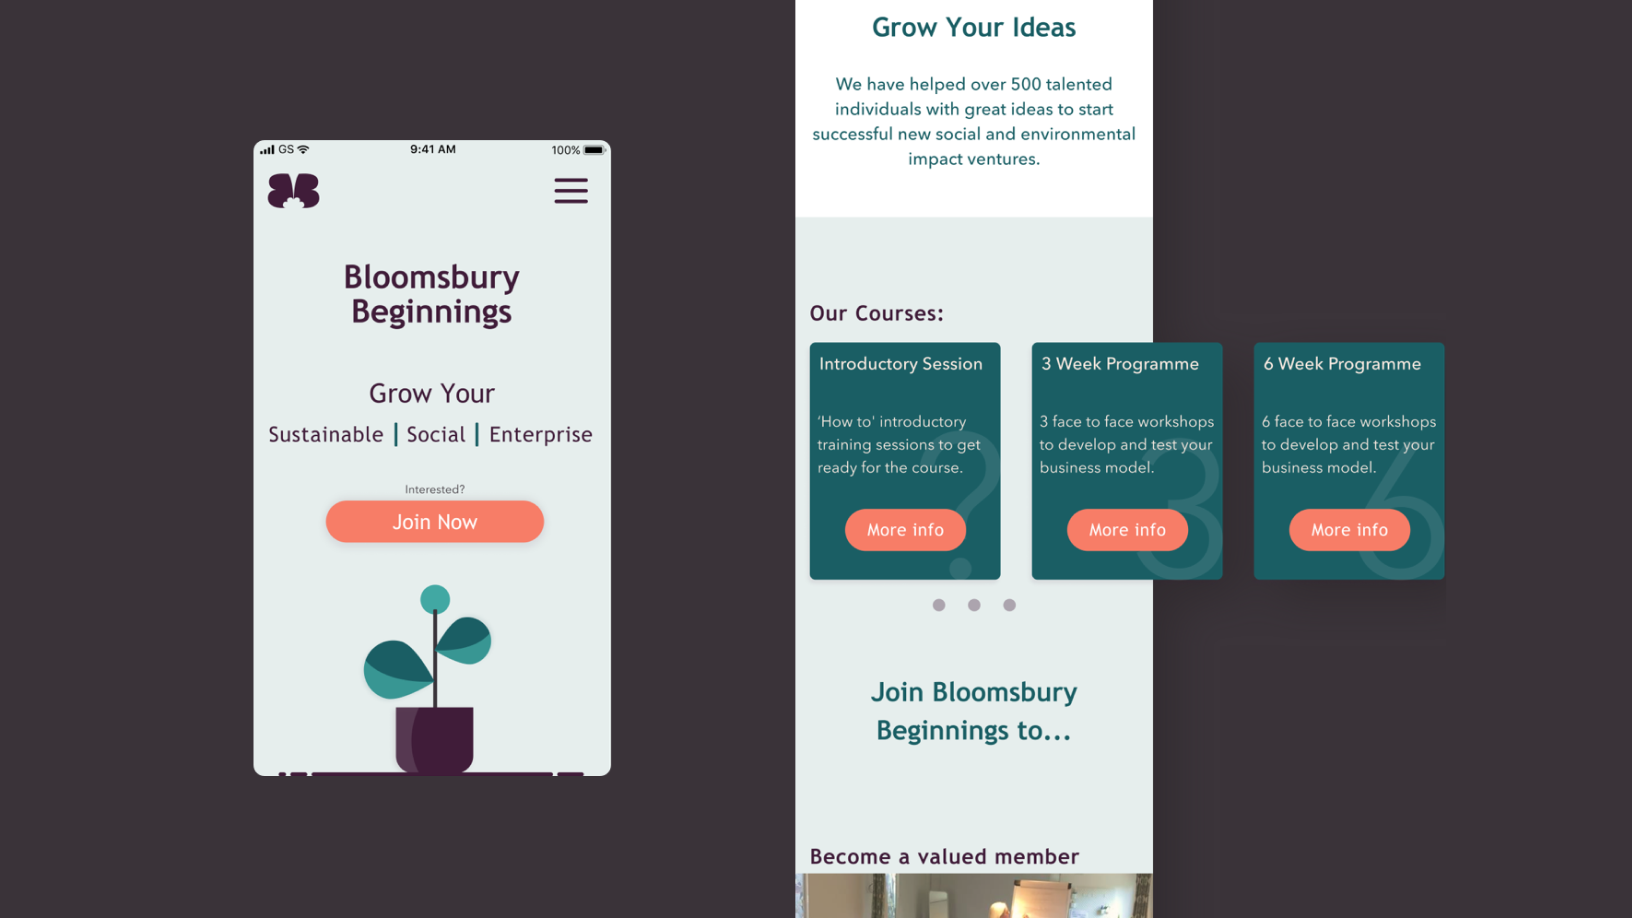 GS
9:41 AM
100%
Bloomsbury
Beginnings
Grow Your
Sustainable | Social | Enterprise
Interested?
Join Now
Grow Your Ideas
We have helped over 500 talented
individuals with great ideas to start
successful new social and environmental
impact ventures.
Our Courses:
Introductory Session
‘How to' introductory
training sessions to get
ready for the course.
?
More info
3 Week Programme
3 face to face workshops
to develop and test your
business model.
3
More info
6 Week Programme
6 face to face workshops
to develop and test your
business model.
6
More info
Join Bloomsbury
Beginnings to...
Become a valued member